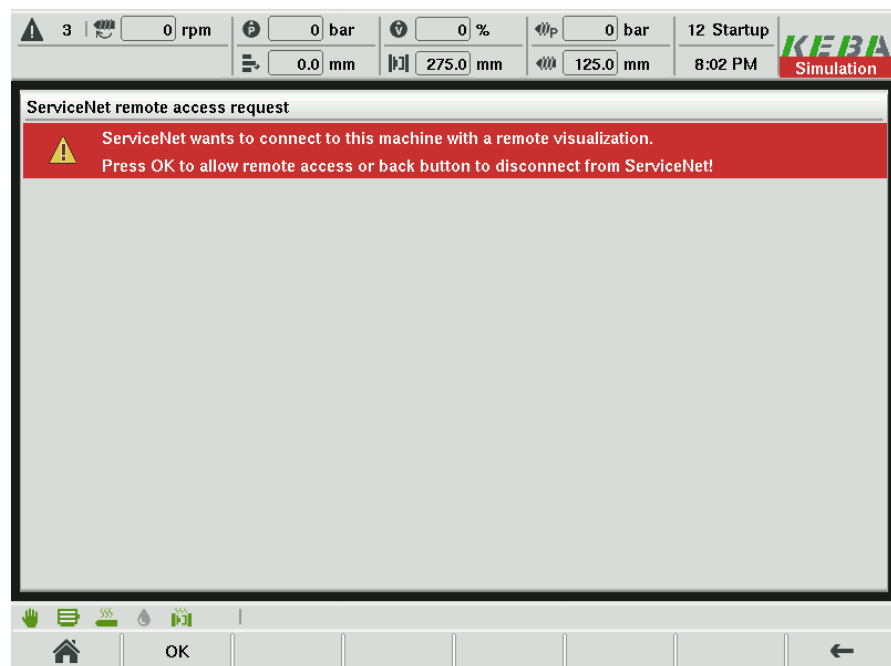 3 0 rpm P 0 bar V 0 % P 0 bar 12 Startup KEBA
0.0 mm 275.0 mm 125.0 mm 8:02 PM Simulation
ServiceNet remote access request
ServiceNet wants to connect to this machine with a remote visualization.
Press OK to allow remote access or back button to disconnect from ServiceNet!
OK